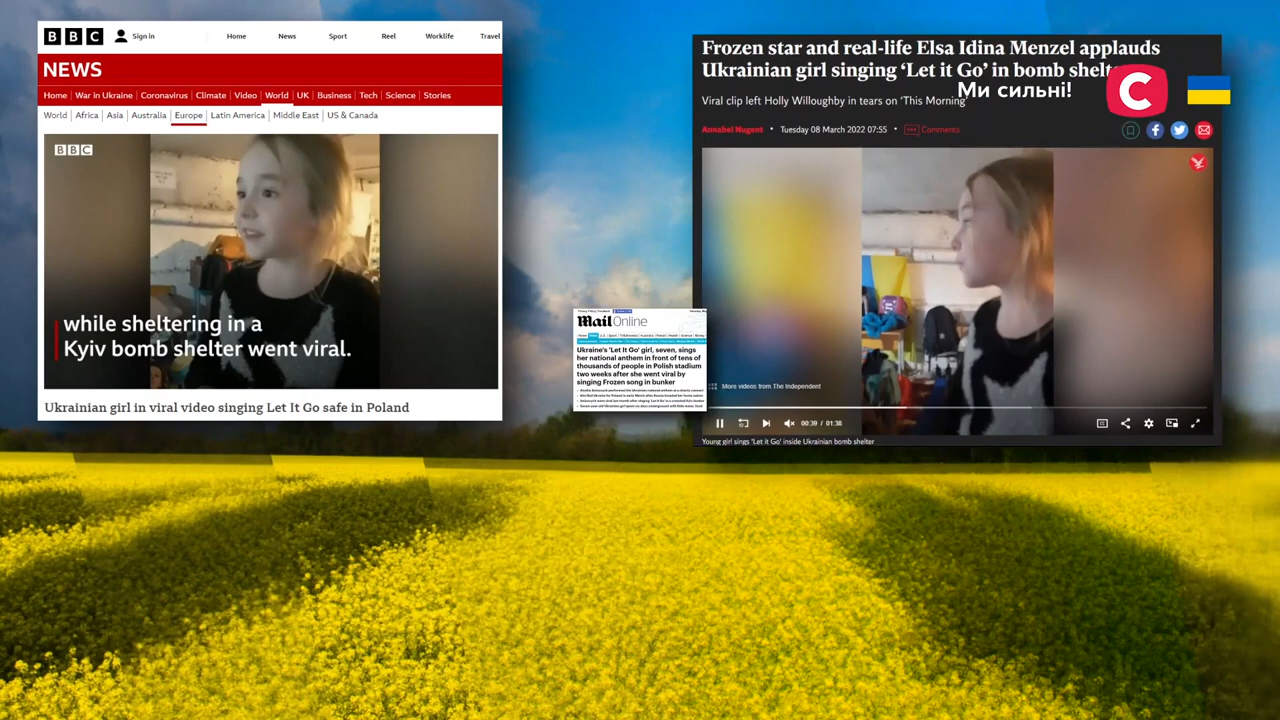 BBC Sign in Home News Sport Reel Worklife Travel
NEWS
Home War in Ukraine Coronavirus Climate Video World UK Business Tech Science Stories
World Africa Asia Australia Europe Latin America Middle East US & Canada
BBC
while sheltering in a
Kyiv bomb shelter went viral.
Ukrainian girl in viral video singing Let It Go safe in Poland
Mail Online
Ukraine's 'Let It Go' girl, seven, sings
her national anthem in front of tens of
thousands of people in Polish stadium
two weeks after she went viral by
singing Frozen song in bunker
Frozen star and real-life Elsa Idina Menzel applauds
Ukrainian girl singing ‘Let it Go’ in bomb shelt
Ми сильні!
С
Viral clip left Holly Willoughby in tears on ‘This Morning’
Annabel Nugent • Tuesday 08 March 2022 07:55 • Comments
More videos from The Independent
00:39 / 01:38
Young girl sings 'Let it Go' inside Ukrainian bomb shelter